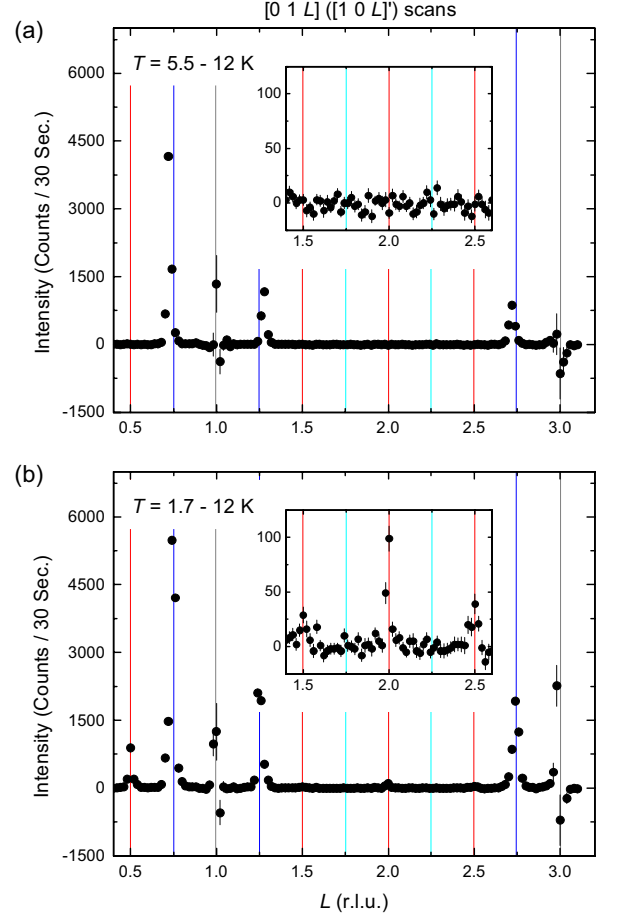 [0 1 L] ([1 0 L]') scans
(a)
T = 5.5 - 12 K
6000
4500
3000
1500
0
-1500
Intensity (Counts / 30 Sec.)
100
50
0
1.5 2.0 2.5
0.5 1.0 1.5 2.0 2.5 3.0
(b)
T = 1.7 - 12 K
6000
4500
3000
1500
0
-1500
Intensity (Counts / 30 Sec.)
100
50
0
1.5 2.0 2.5
0.5 1.0 1.5 2.0 2.5 3.0
L (r.l.u.)